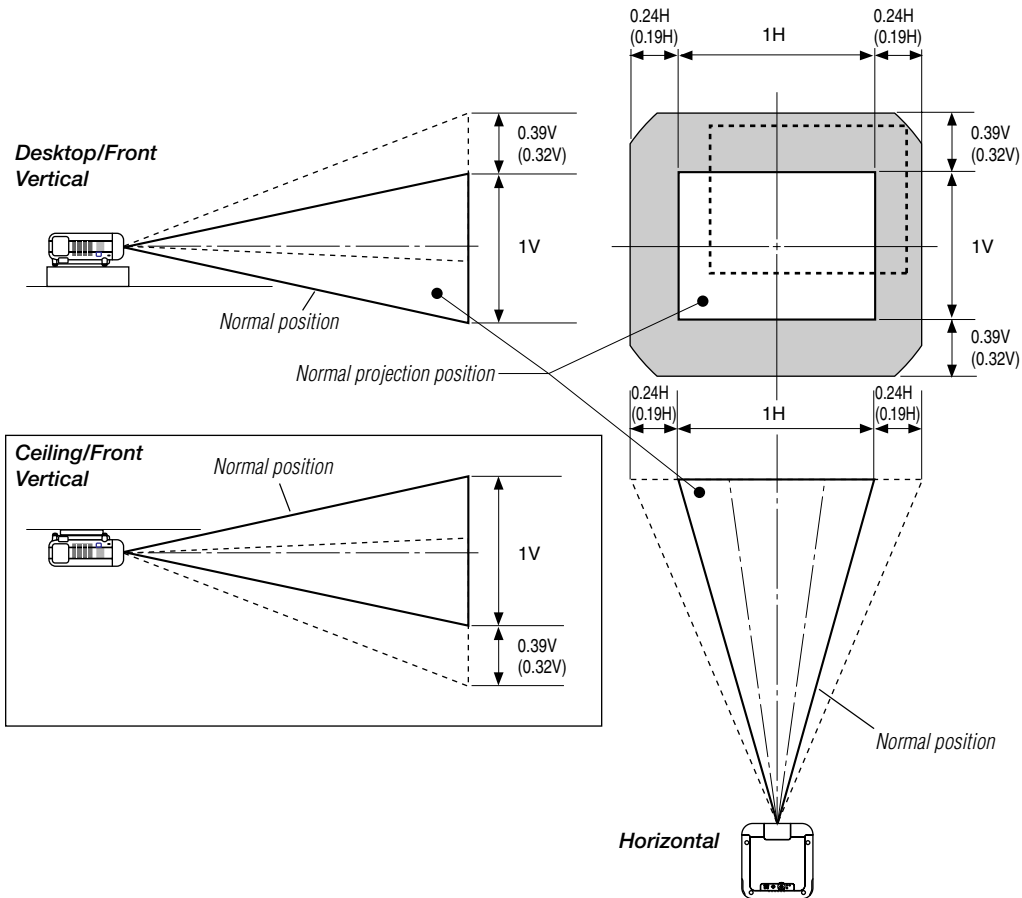 0.24H
(0.19H)
1H
0.24H
(0.19H)
Desktop/Front
Vertical
0.39V
(0.32V)
1V
Normal position
0.39V
(0.32V)
1V
0.39V
(0.32V)
Normal projection position
0.24H
(0.19H)
1H
0.24H
(0.19H)
Ceiling/Front
Vertical
Normal position
1V
0.39V
(0.32V)
Normal position
Horizontal